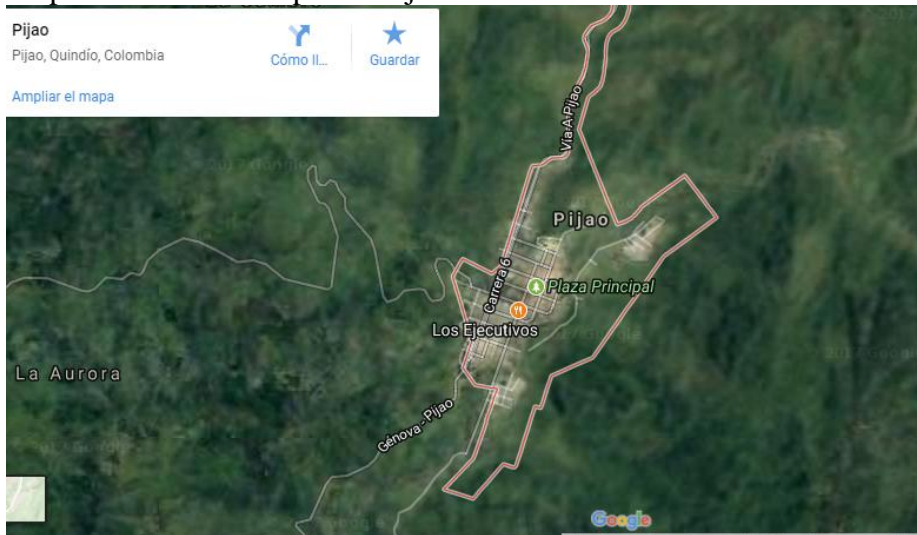 Pijao
Pijao, Quindío, Colombia
Cómo ll...
Guardar
Ampliar el mapa
Vía A Pijao
Pijao
Carrera 6
Plaza Principal
Los Ejecutivos
La Aurora
Génova - Pijao
Google